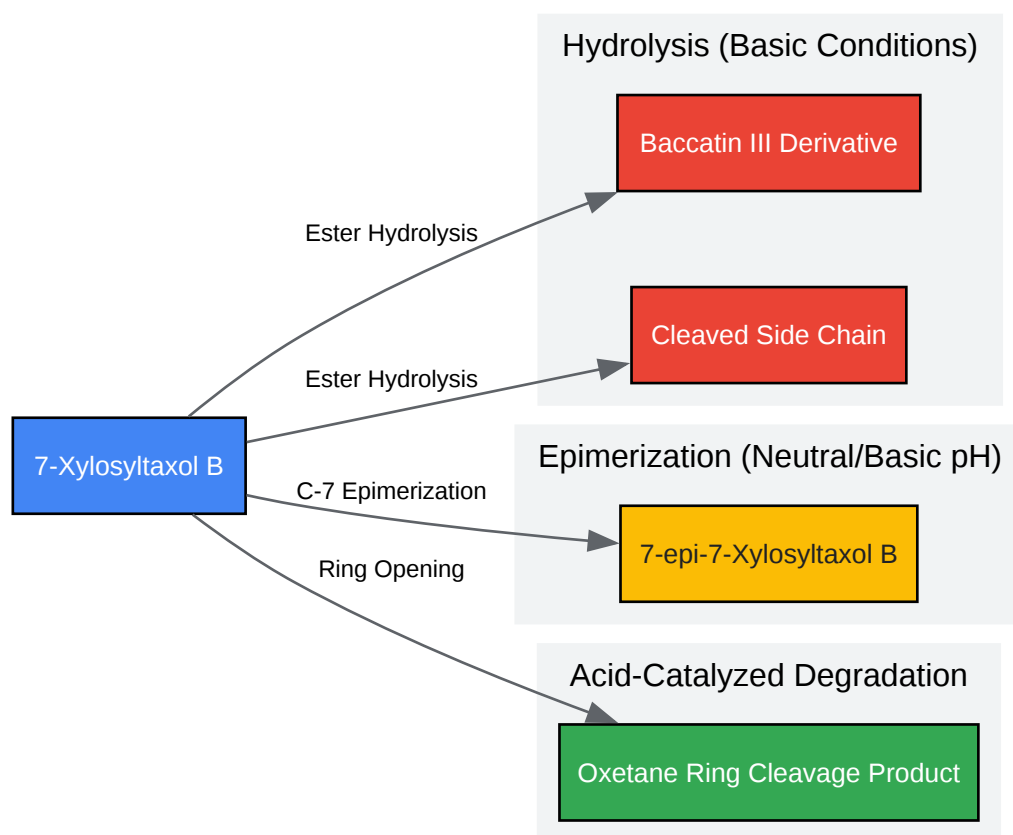 Hydrolysis (Basic Conditions)
Baccatin III Derivative
Ester Hydrolysis
Cleaved Side Chain
Ester Hydrolysis
7-Xylosyltaxol B
Epimerization (Neutral/Basic pH)
C-7 Epimerization
7-epi-7-Xylosyltaxol B
Ring Opening
Acid-Catalyzed Degradation
Oxetane Ring Cleavage Product